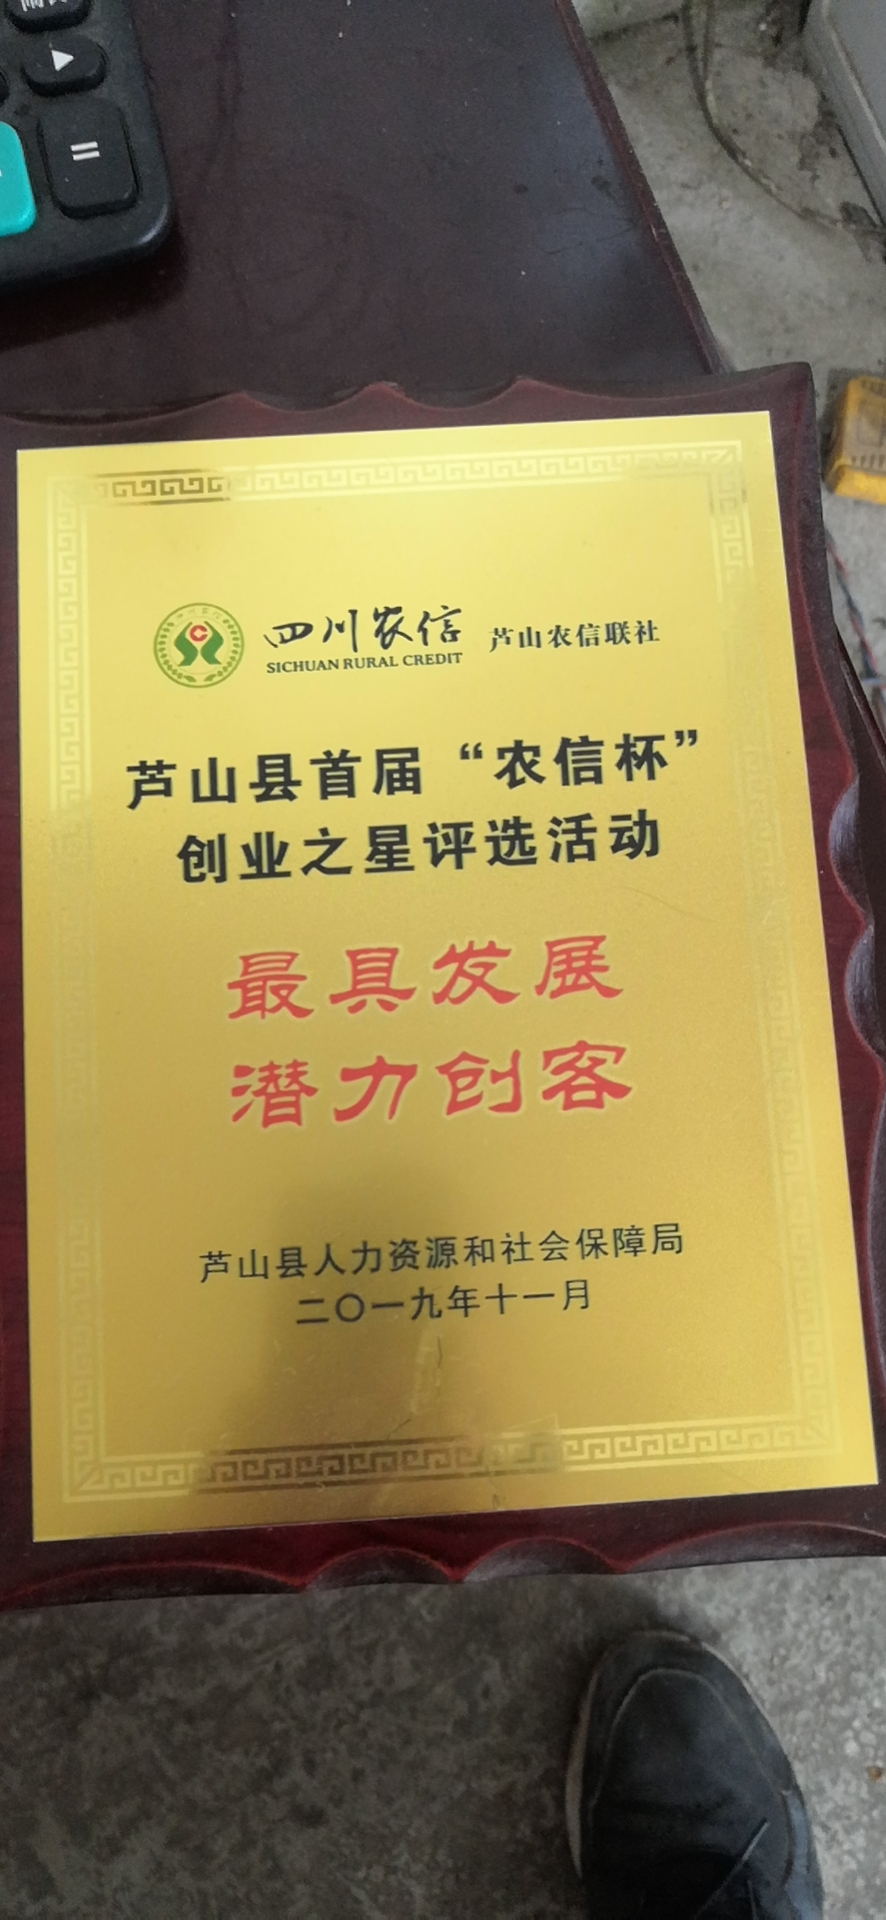 =
四川农信 芦山农信联社
SICHUAN RURAL CREDIT
芦山县首届“农信杯”
创业之星评选活动
最具发展
潜力创客
芦山县人力资源和社会保障局
二〇一九年十一月